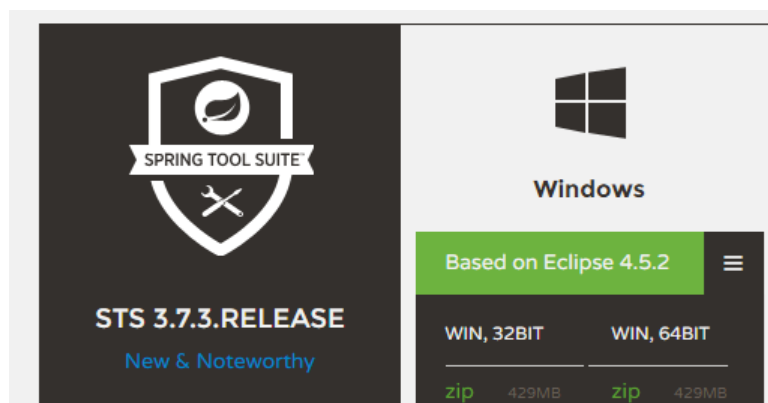 SPRING TOOL SUITE™
STS 3.7.3.RELEASE
New & Noteworthy
Windows
Based on Eclipse 4.5.2
WIN, 32BIT
WIN, 64BIT
zip 429MB
zip 429MB